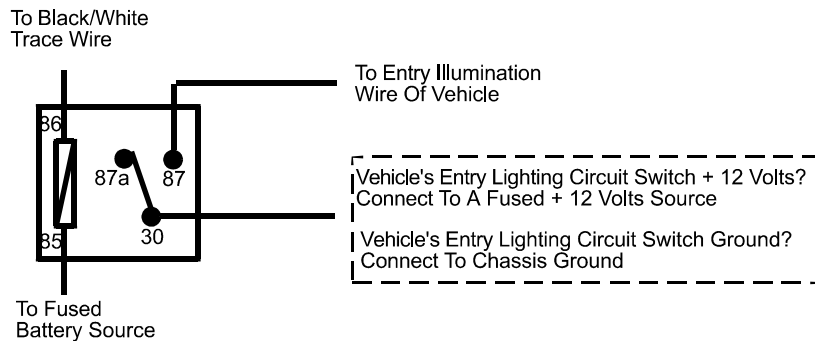 To Black/White
Trace Wire
To Entry Illumination
Wire Of Vehicle
86
87a
87
85
30
Vehicle's Entry Lighting Circuit Switch + 12 Volts?
Connect To A Fused + 12 Volts Source
Vehicle's Entry Lighting Circuit Switch Ground?
Connect To Chassis Ground
To Fused
Battery Source